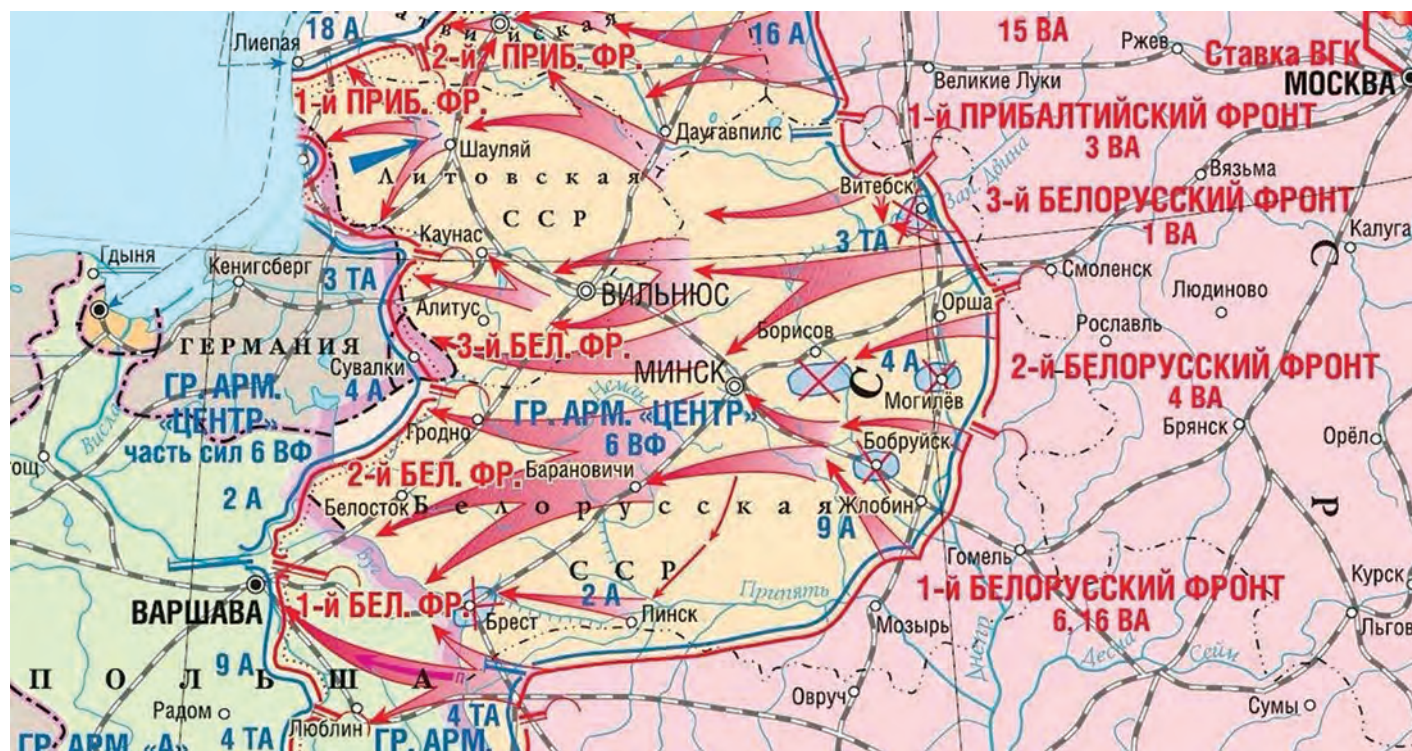 18 А
16 А
15 ВА
Ржев
Ставка ВГК
МОСКВА
Лиепая
2-й ПРИБ. ФР.
Великие Луки
1-й ПРИБ. ФР.
1-й ПРИБАЛТИЙСКИЙ ФРОНТ
3 ВА
Даугавпилс
Шауляй
Вязьма
Зап. Двина
Литовская
ССР
Витебск
3-й БЕЛОРУССКИЙ ФРОНТ
1 ВА
3 ТА
Каунас
Калуга
С
Гдыня
Кенигсберг
3 ТА
Смоленск
Людиново
ВИЛЬНЮС
Алитус
Орша
Борисов
Рославль
ГЕРМАНИЯ
3-й БЕЛ. ФР.
Сувалки
4 А
С
2-й БЕЛОРУССКИЙ ФРОНТ
4 ВА
МИНСК
4 А
Неман
ГР. АРМ.
«ЦЕНТР»
часть сил 6 ВФ
Могилёв
Висла
ГР. АРМ. «ЦЕНТР»
6 ВФ
Гродно
Брянск
Орёл
Бобруйск
ощ
2-й БЕЛ. ФР.
Барановичи
2 А
Белосток
Белорусская
ССР
Жлобин
9 А
Р
Гомель
Буг
Курск
ВАРШАВА
1-й БЕЛ. ФР.
2 А
Припять
1-й БЕЛОРУССКИЙ ФРОНТ
6, 16 ВА
Брест
Пинск
Мозырь
Льгов
Днепр
Десна
Сейм
9 А
ПОЛЬША
п
Овруч
Сумы
Радом
Люблин
4 ТА
ГР. АРМ. «А»
4 ТА
ГР. АРМ.